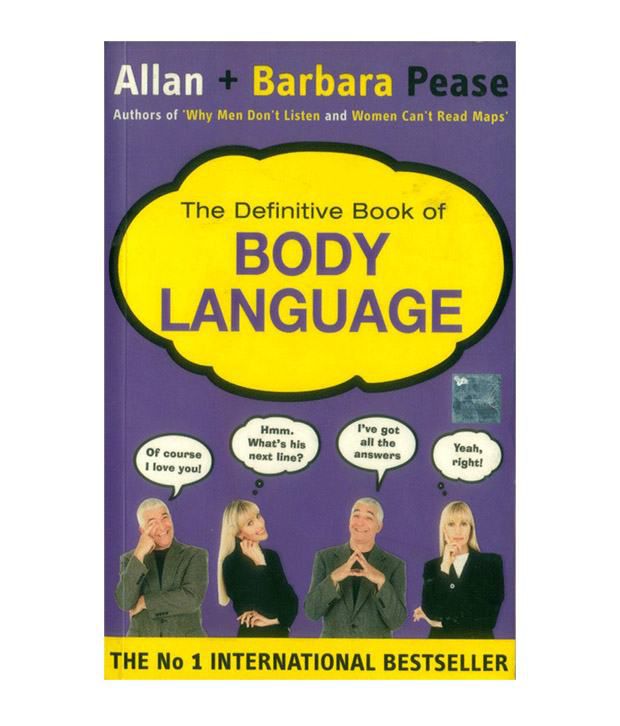 Allan + Barbara Pease
Authors of 'Why Men Don't Listen and Women Can't Read Maps'
The Definitive Book of
BODY
LANGUAGE
Of course
I love you!
Hmm.
What's his
next line?
I've got
all the
answers
Yeah,
right!
THE No 1 INTERNATIONAL BESTSELLER